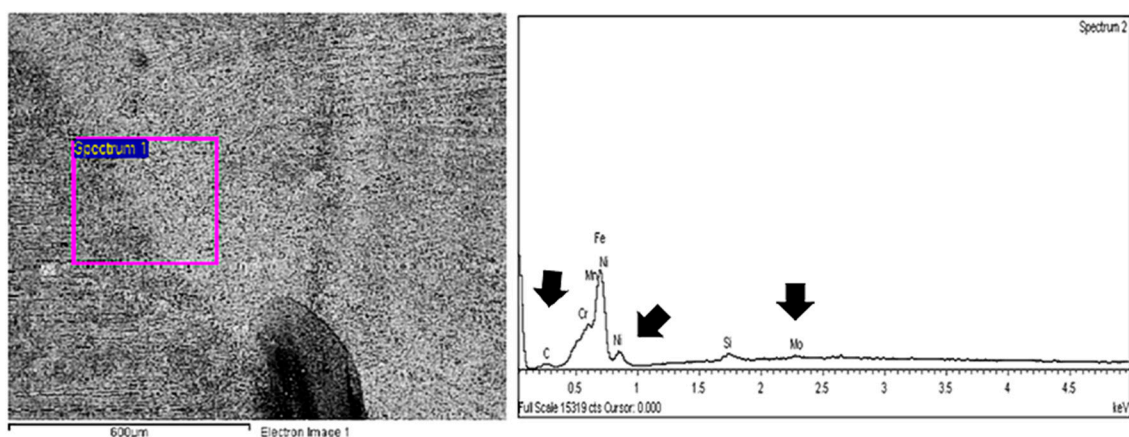 Spectrum 1
600µm
Electron Image 1
Spectrum 2
Fe
Ni
Mn
Cr
Ni
C
Si
Mo
0.5 1 1.5 2 2.5 3 3.5 4 4.5
Full Scale 15319 cts Cursor: 0.000
keV